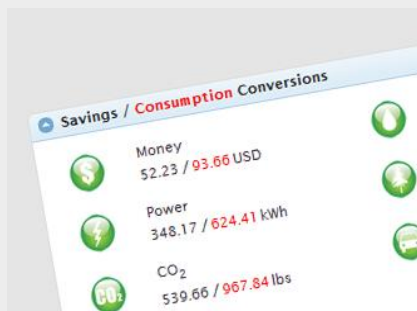 Savings / Consumption Conversions
$
Money
52.23 / 93.66 USD
Power
348.17 / 624.41 kWh
CO2
CO₂
539.66 / 967.84 lbs